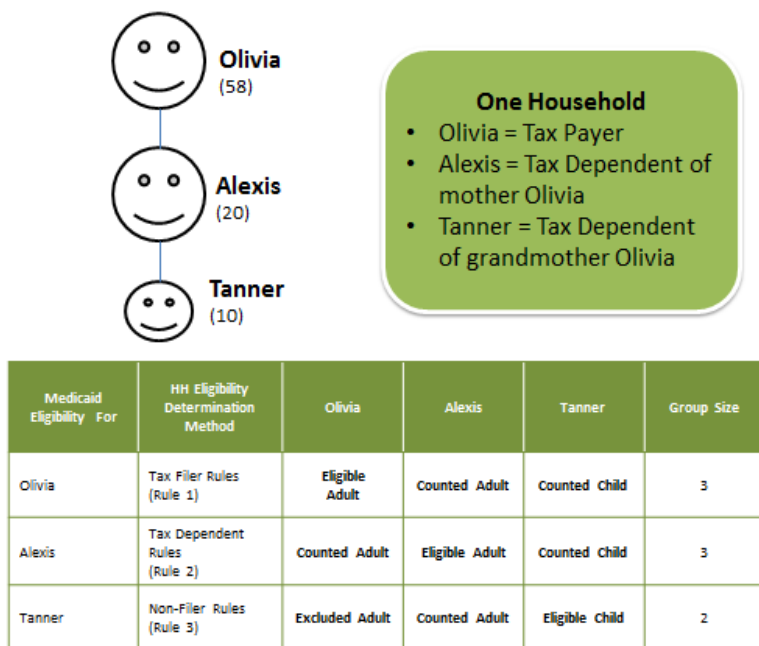 Olivia
(58)
Alexis
(20)
Tanner
(10)
One Household
• Olivia = Tax Payer
• Alexis = Tax Dependent of
mother Olivia
• Tanner = Tax Dependent
of grandmother Olivia
Medicaid
Eligibility For
HH Eligibility
Determination
Method
Olivia
Alexis
Tanner
Group Size
Olivia
Tax Filer Rules
(Rule 1)
Eligible
Adult
Counted Adult
Counted Child
3
Alexis
Tax Dependent
Rules
(Rule 2)
Counted Adult
Eligible Adult
Counted Child
3
Tanner
Non-Filer Rules
(Rule 3)
Excluded Adult
Counted Adult
Eligible Child
2